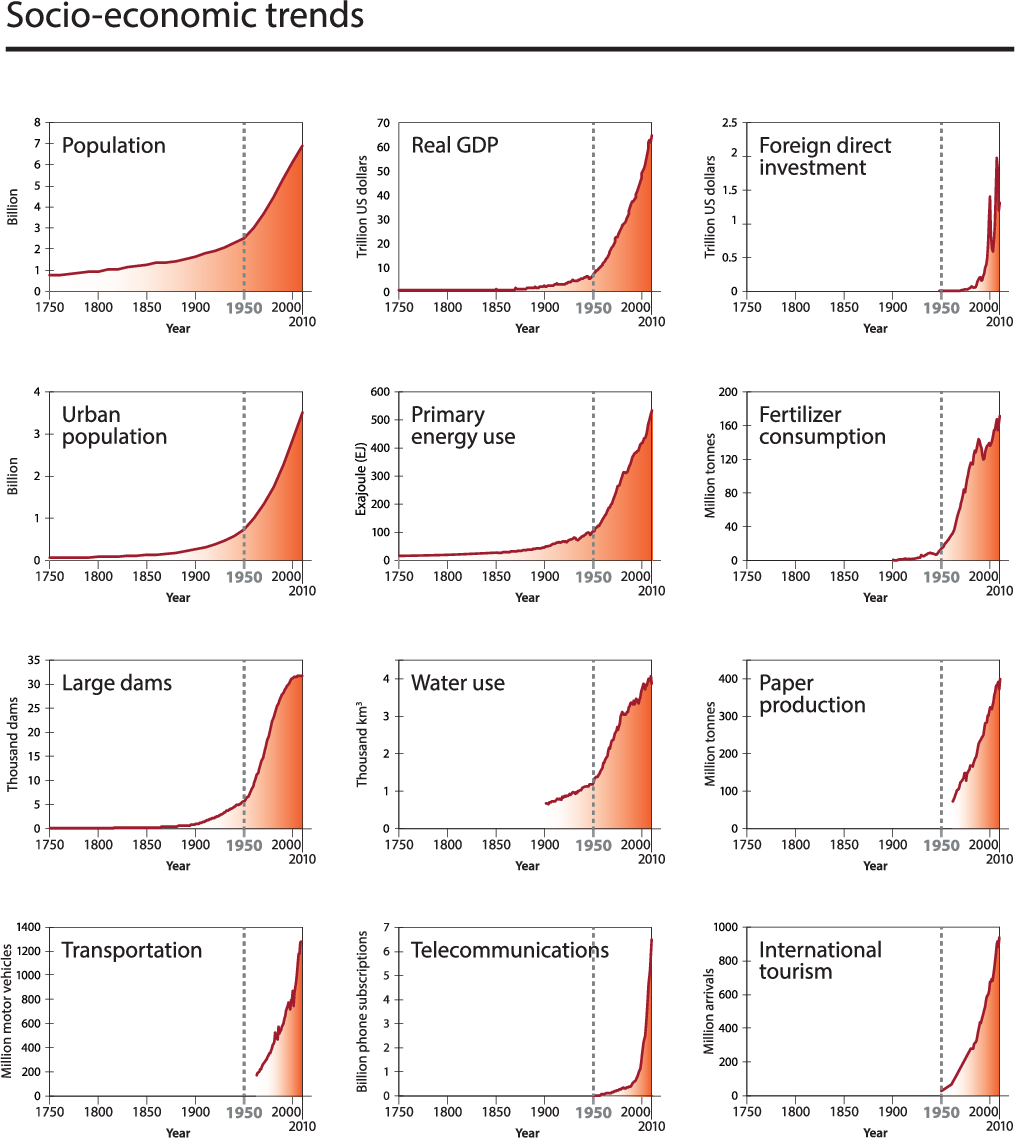 Socio-economic trends
Population
Billion
8
7
6
5
4
3
2
1
0
1750 1800 1850 1900 1950 2000
2010
Year
Real GDP
Trillion US dollars
70
60
50
40
30
20
10
0
1750 1800 1850 1900 1950 2000
2010
Year
Foreign direct
investment
Trillion US dollars
2.5
2
1.5
1
0.5
0
1750 1800 1850 1900 1950 2000
2010
Year
Urban
population
Billion
4
3
2
1
0
1750 1800 1850 1900 1950 2000
2010
Year
Primary
energy use
Exajoule (EJ)
600
500
400
300
200
100
0
1750 1800 1850 1900 1950 2000
2010
Year
Fertilizer
consumption
Million tonnes
200
160
120
80
40
0
1750 1800 1850 1900 1950 2000
2010
Year
Large dams
Thousand dams
35
30
25
20
15
10
5
0
1750 1800 1850 1900 1950 2000
2010
Year
Water use
Thousand km³
4
3
2
1
0
1750 1800 1850 1900 1950 2000
2010
Year
Paper
production
Million tonnes
400
300
200
100
0
1750 1800 1850 1900 1950 2000
2010
Year
Transportation
Million motor vehicles
1400
1200
1000
800
600
400
200
0
1750 1800 1850 1900 1950 2000
2010
Year
Telecommunications
Billion phone subscriptions
7
6
5
4
3
2
1
0
1750 1800 1850 1900 1950 2000
2010
Year
International
tourism
Million arrivals
1000
800
600
400
200
0
1750 1800 1850 1900 1950 2000
2010
Year